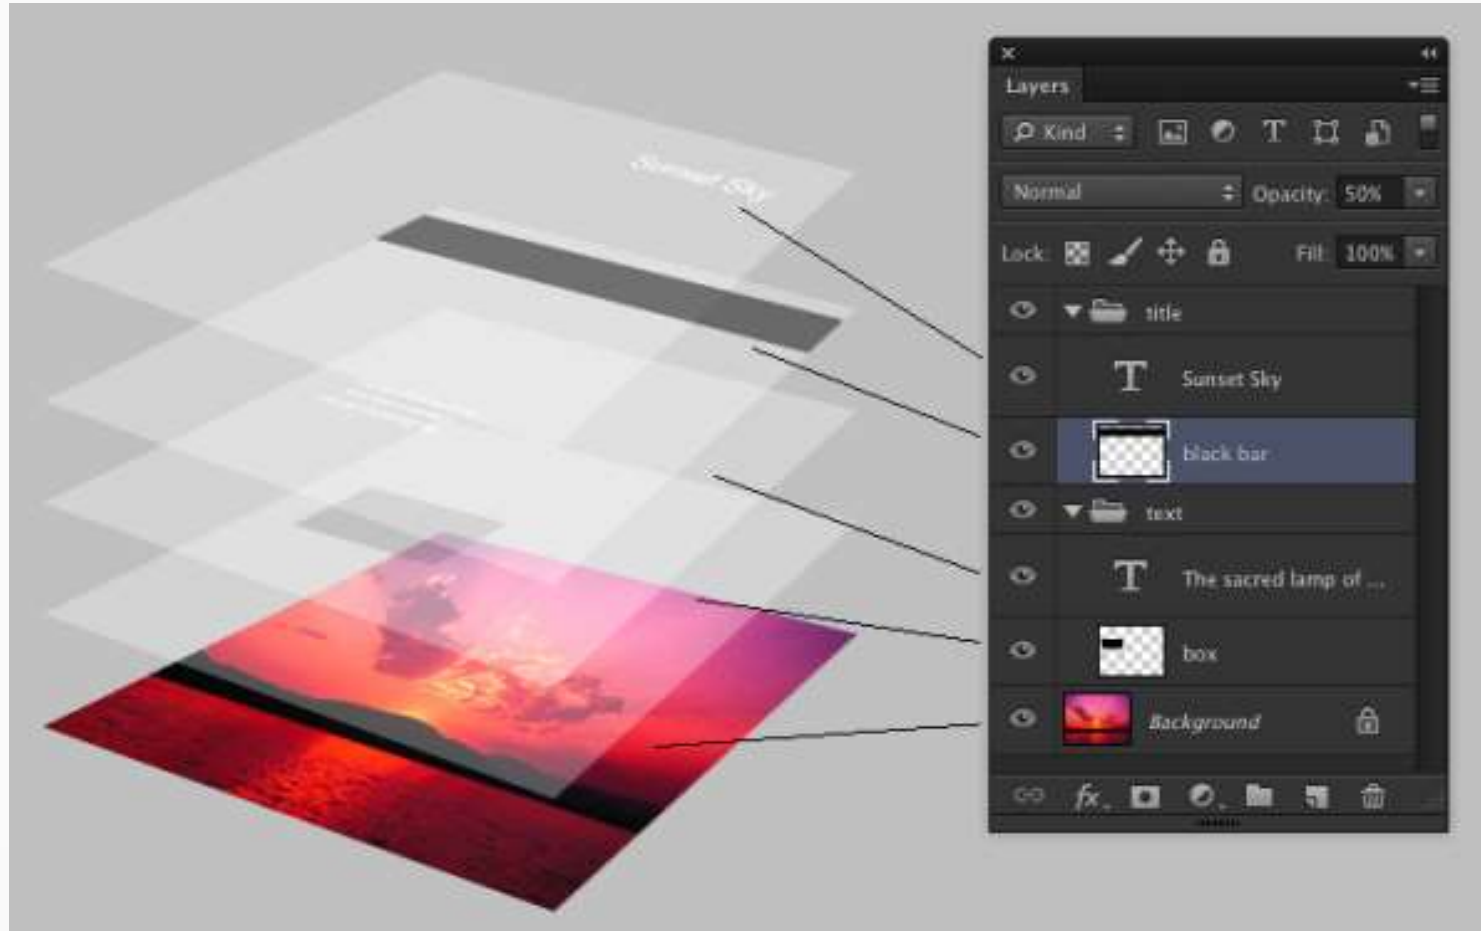 Sunset Sky
Layers
Kind
Normal
Opacity: 50%
Lock:
Fill: 100%
title
Sunset Sky
black bar
text
The sacred lamp of ...
box
Background
fx